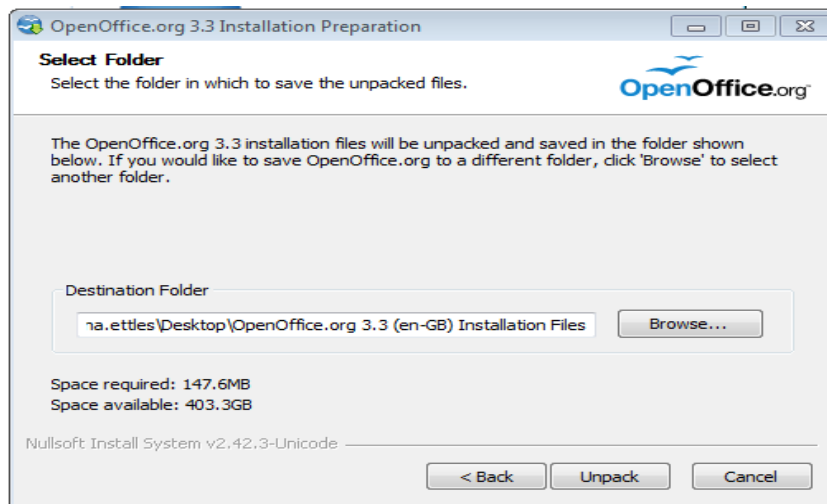 OpenOffice.org 3.3 Installation Preparation
Select Folder
Select the folder in which to save the unpacked files.
OpenOffice.org
The OpenOffice.org 3.3 installation files will be unpacked and saved in the folder shown
below. If you would like to save OpenOffice.org to a different folder, click 'Browse' to select
another folder.
Destination Folder
na.ettles\Desktop\OpenOffice.org 3.3 (en-GB) Installation Files
Browse...
Space required: 147.6MB
Space available: 403.3GB
Nullsoft Install System v2.42.3-Unicode
< Back
Unpack
Cancel